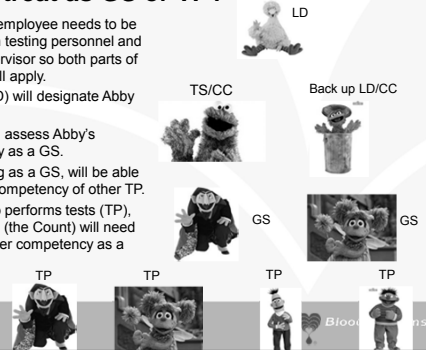 LD
employee needs to be
testing personnel and
rvisor so both parts of
ll apply.
O) will designate Abby
assess Abby's
y as a GS.
g as a GS, will be able
ompetency of other TP.
performs tests (TP),
(the Count) will need
er competency as a
TS/CC
Back up LD/CC
GS
GS
TP
TP
TP
TP